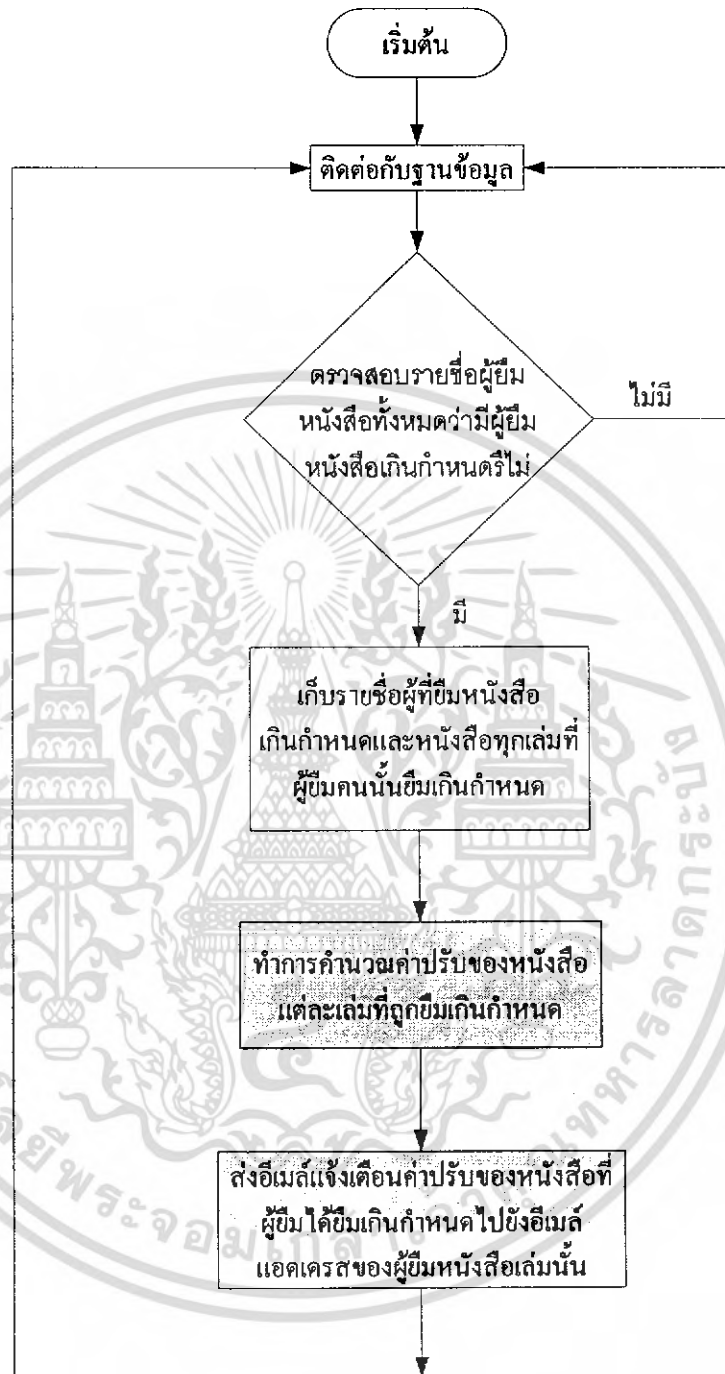 เริ่มต้น
ติดต่อกับฐานข้อมูล
ตรวจสอบรายชื่อผู้ยืม
หนังสือทั้งหมดว่ามีผู้ยืม
หนังสือเกินกำหนดรึไม่
ไม่มี
มี
เก็บรายชื่อผู้ที่ยืมหนังสือ
เกินกำหนดและหนังสือทุกเล่มที่
ผู้ยืมคนนั้นยืมเกินกำหนด
ทำการคำนวณค่าปรับของหนังสือ
แต่ละเล่มที่ถูกยืมเกินกำหนด
ส่งอีเมล์แจ้งเตือนค่าปรับของหนังสือที่
ผู้ยืมได้ยืมเกินกำหนดไปยังอีเมล์
แอดเดรสของผู้ยืมหนังสือเล่มนั้น